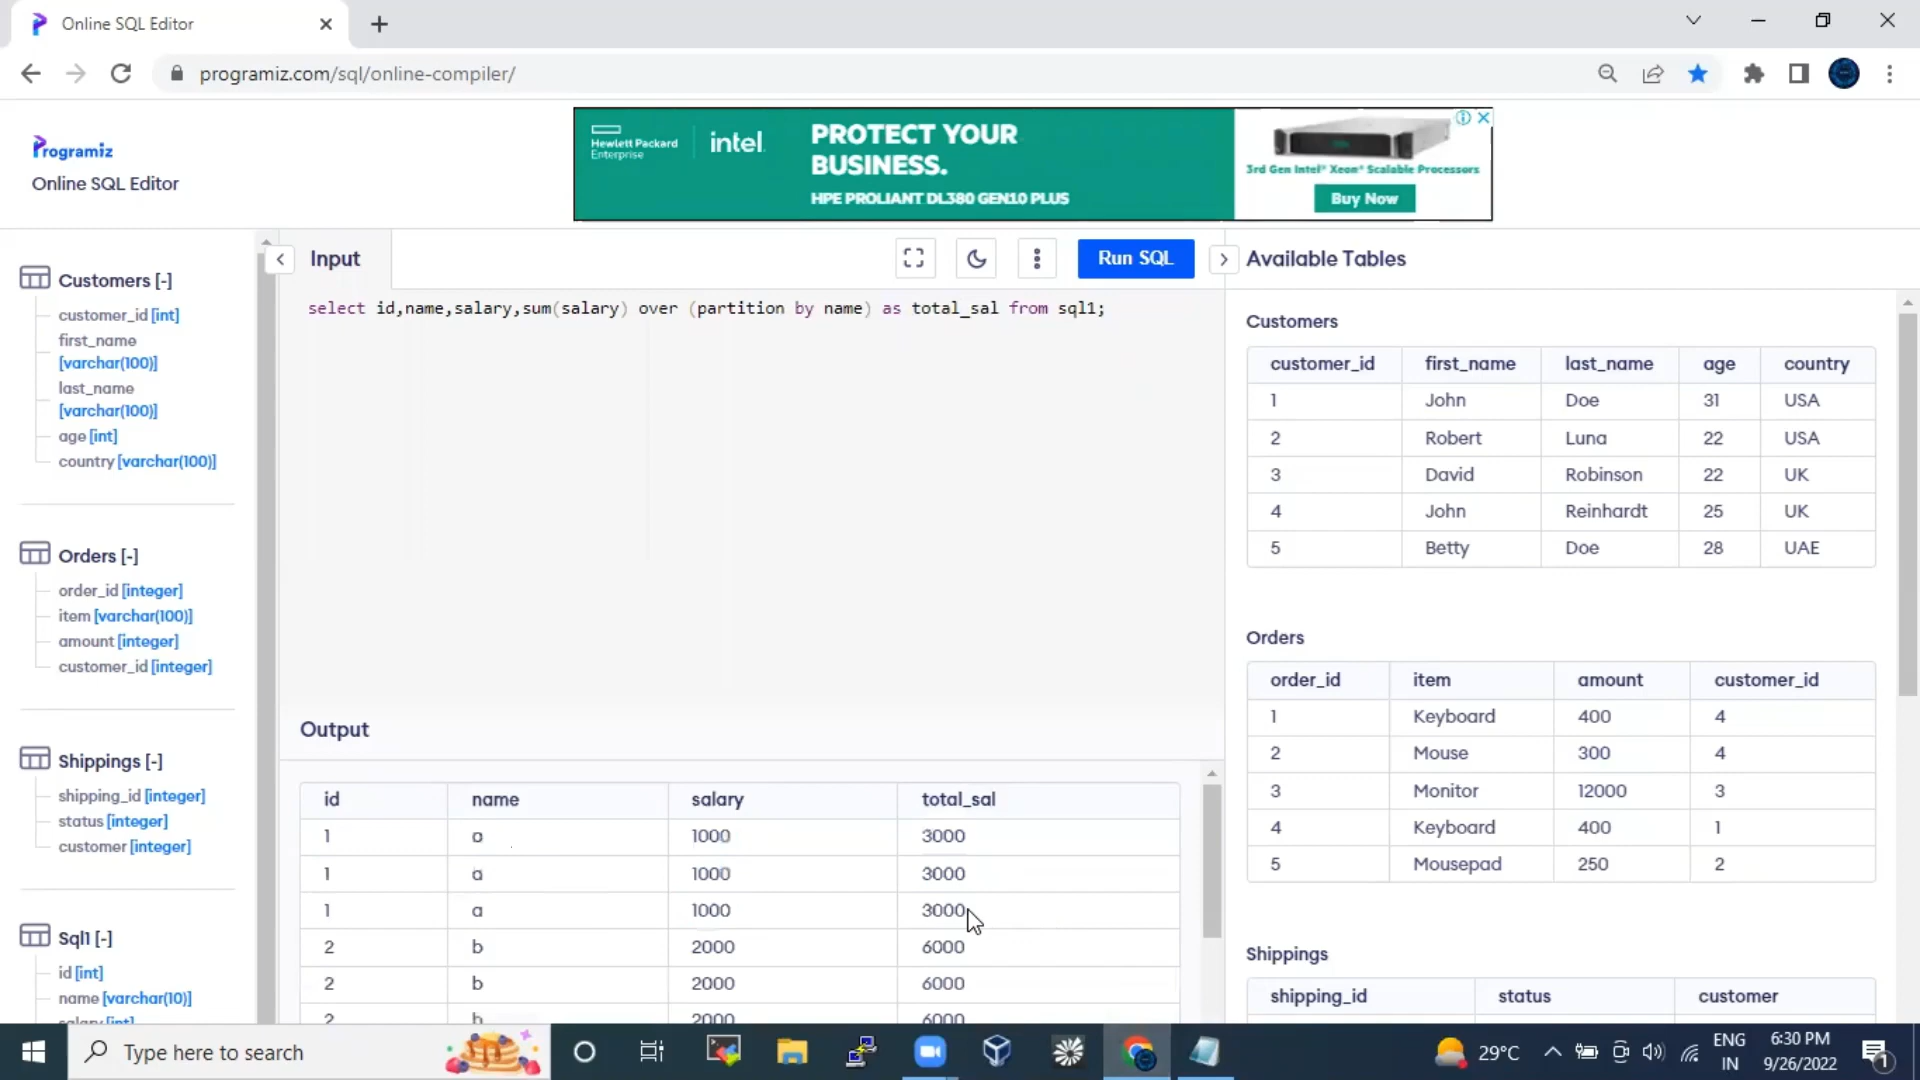 Online SQL Editor
programiz.com/sql/online-compiler/
Hewlett Packard
Enterprise
intel.
PROTECT YOUR
BUSINESS.
HPE PROLIANT DL380 GEN10 PLUS
3rd Gen Intel® Xeon® Scalable Processors
Buy Now
Programiz
Online SQL Editor
Customers [-]
customer_id [int]
first_name
[varchar(100)]
last_name
[varchar(100)]
age [int]
country [varchar(100)]
Orders [-]
order_id [integer]
item [varchar(100)]
amount [integer]
customer_id [integer]
Shippings [-]
shipping_id [integer]
status [integer]
customer [integer]
Sql1 [-]
id [int]
name [varchar(10)]
salary [int]
Input
Run SQL
select id,name,salary,sum(salary) over (partition by name) as total_sal from sql1;
Output
id name salary total_sal
1 a 1000 3000
1 a 1000 3000
1 a 1000 3000
2 b 2000 6000
2 b 2000 6000
2 b 2000 6000
Available Tables
Customers
customer_id first_name last_name age country
1 John Doe 31 USA
2 Robert Luna 22 USA
3 David Robinson 22 UK
4 John Reinhardt 25 UK
5 Betty Doe 28 UAE
Orders
order_id item amount customer_id
1 Keyboard 400 4
2 Mouse 300 4
3 Monitor 12000 3
4 Keyboard 400 1
5 Mousepad 250 2
Shippings
shipping_id status customer
Type here to search
29°C
ENG
IN
6:30 PM
9/26/2022
1